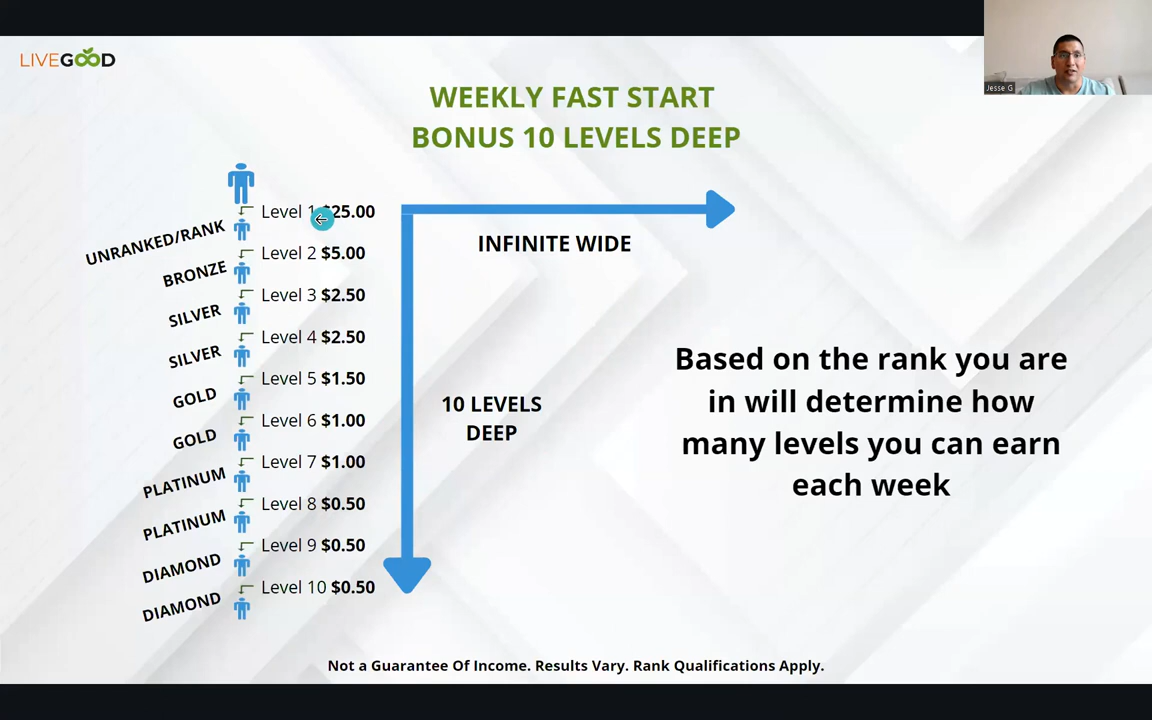 LIVEGOOD
Jesse G
WEEKLY FAST START
BONUS 10 LEVELS DEEP
Level 1 $25.00
UNRANKED/RANK
Level 2 $5.00
BRONZE
Level 3 $2.50
SILVER
Level 4 $2.50
SILVER
Level 5 $1.50
GOLD
Level 6 $1.00
GOLD
Level 7 $1.00
PLATINUM
Level 8 $0.50
PLATINUM
Level 9 $0.50
DIAMOND
Level 10 $0.50
DIAMOND
INFINITE WIDE
10 LEVELS
DEEP
Based on the rank you are
in will determine how
many levels you can earn
each week
Not a Guarantee Of Income. Results Vary. Rank Qualifications Apply.